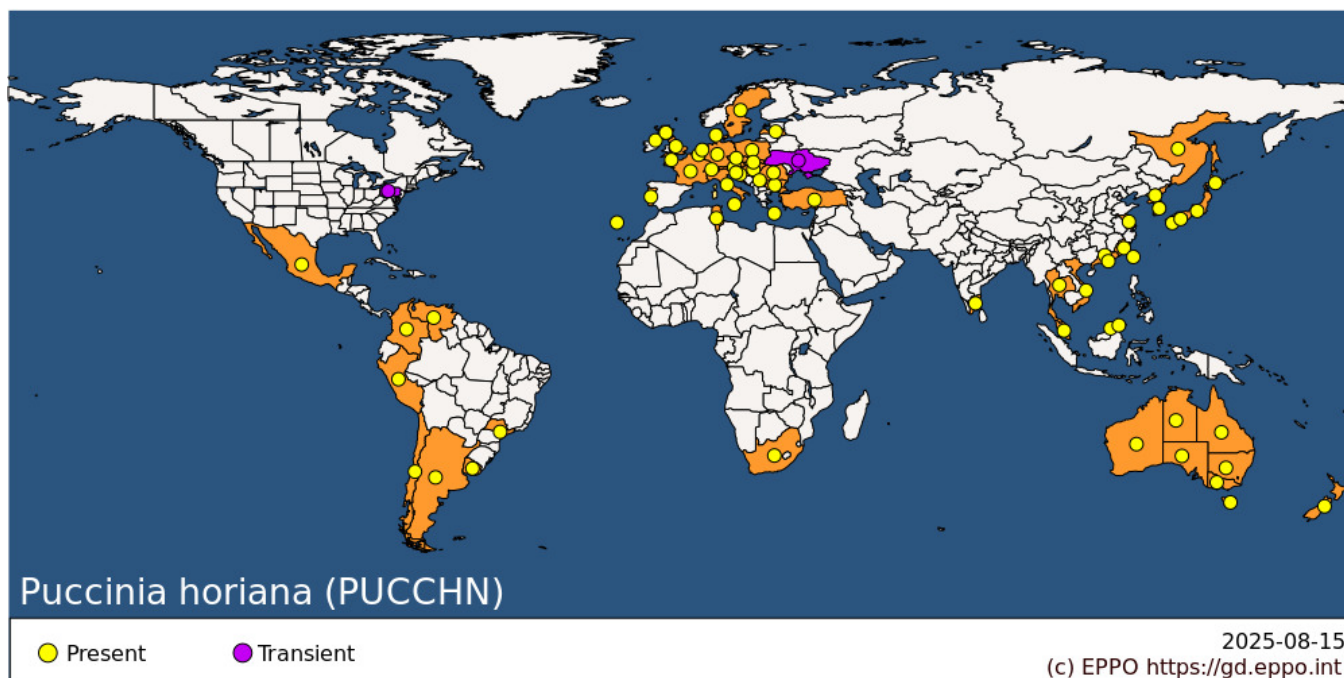 Puccinia horiana (PUCCHN)
Present
Transient
2025-08-15
(c) EPPO https://gd.eppo.int